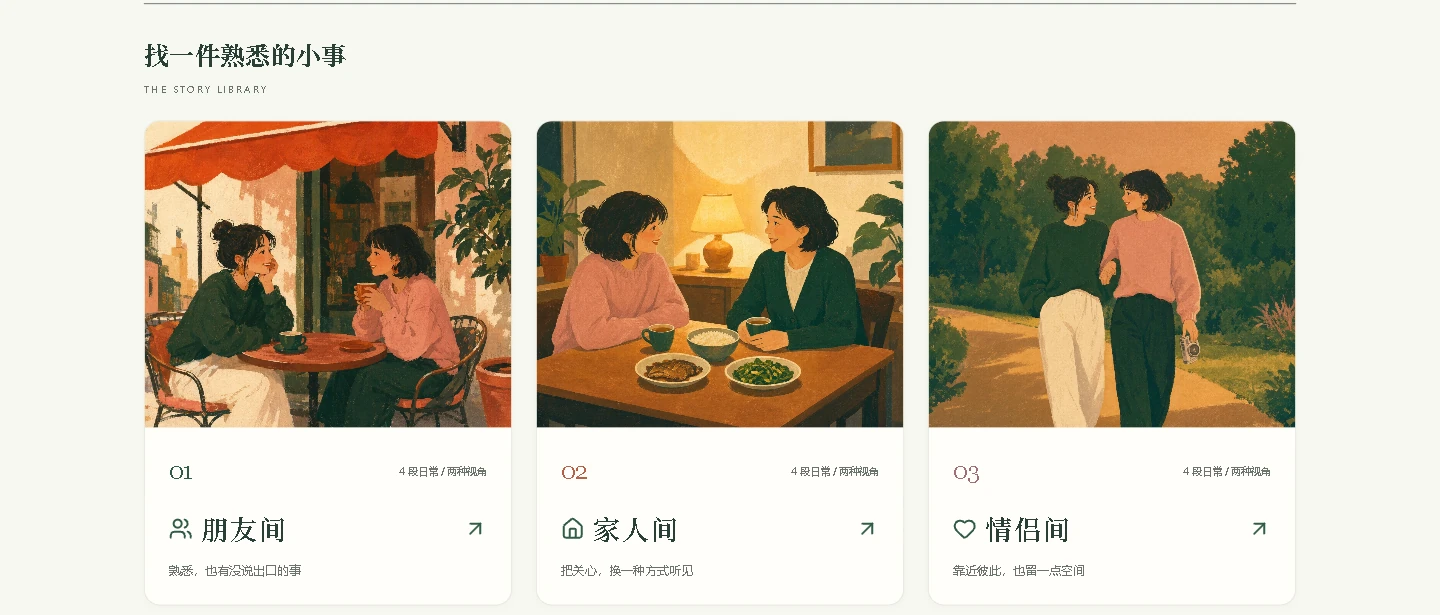 找一件熟悉的小事
THE STORY LIBRARY
01
4 段日常 / 两种视角
朋友间
熟悉，也有没说出口的事
02
4 段日常 / 两种视角
家人间
把关心，换一种方式听见
03
4 段日常 / 两种视角
情侣间
靠近彼此，也留一点空间